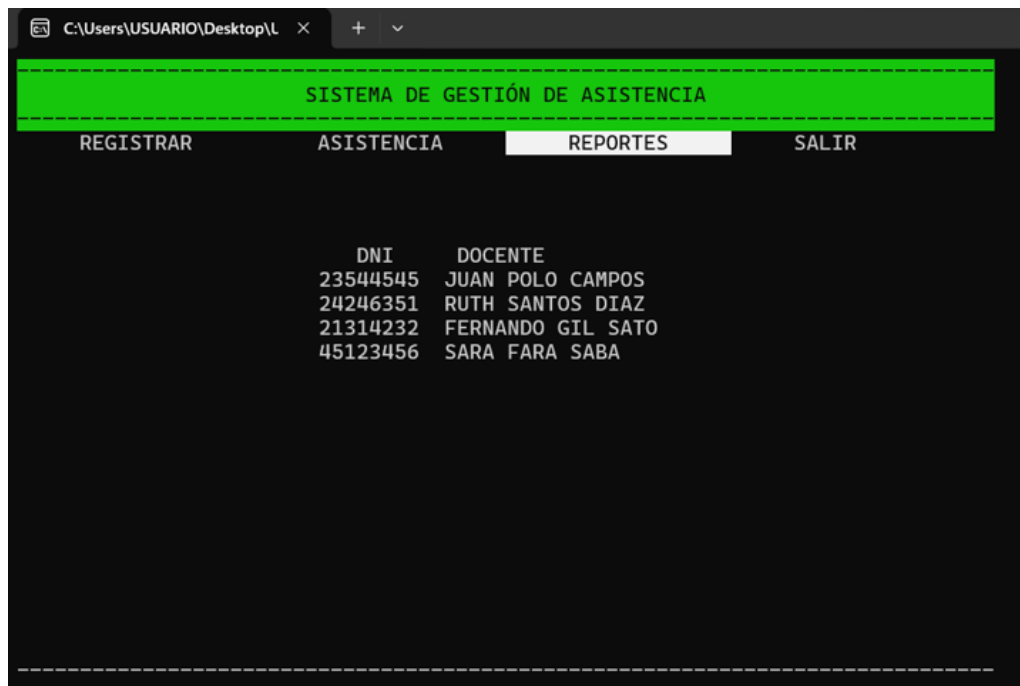 C:\Users\USUARIO\Desktop\L
SISTEMA DE GESTIÓN DE ASISTENCIA
REGISTRAR ASISTENCIA REPORTES SALIR
DNI DOCENTE
23544545 JUAN POLO CAMPOS
24246351 RUTH SANTOS DIAZ
21314232 FERNANDO GIL SATO
45123456 SARA FARA SABA